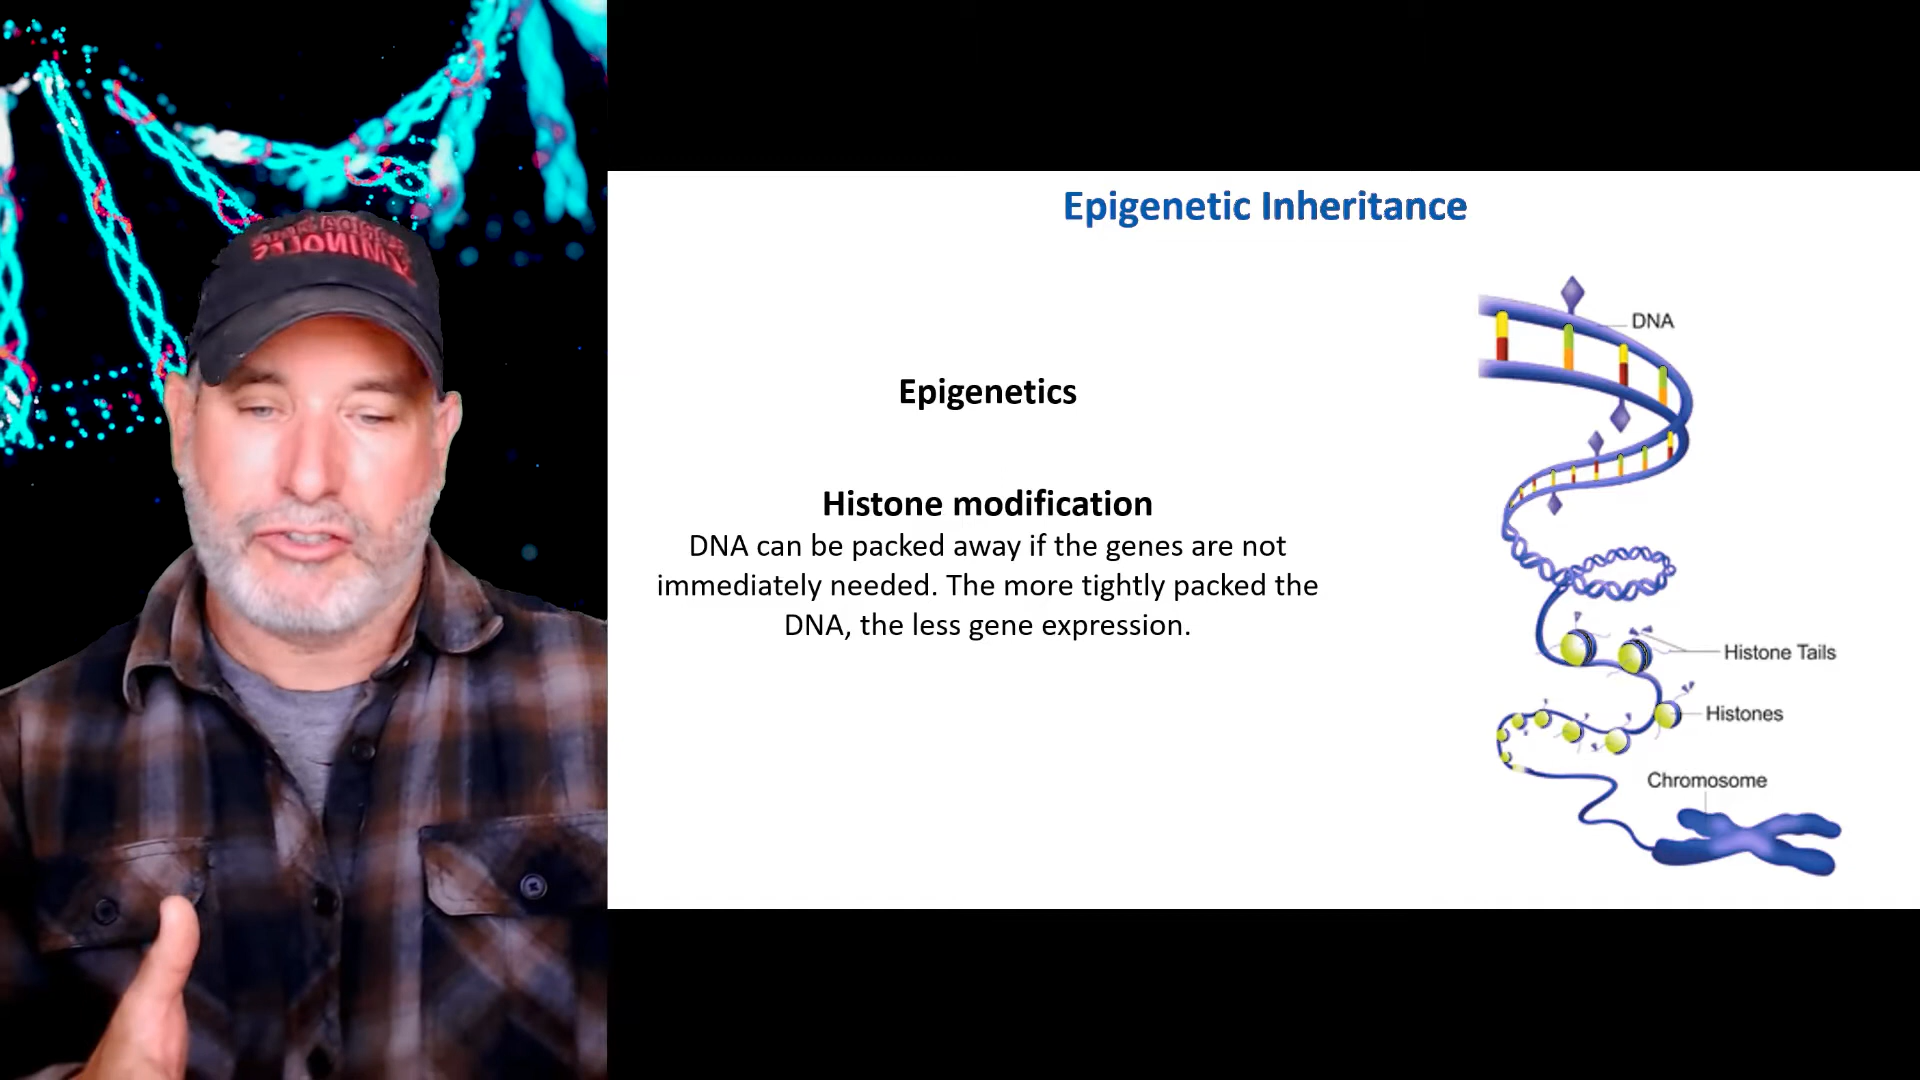 Epigenetic Inheritance
Epigenetics
Histone modification
DNA can be packed away if the genes are not
immediately needed. The more tightly packed the
DNA, the less gene expression.
DNA
Histone Tails
Histones
Chromosome